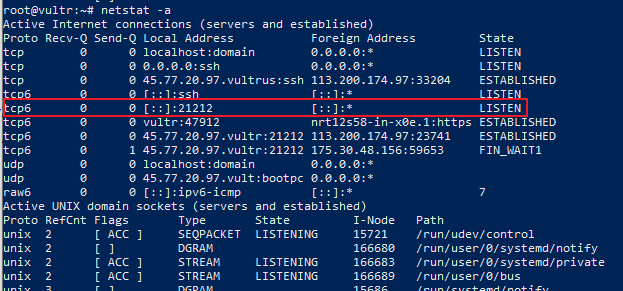 root@vultr:~# netstat -a
Active Internet connections (servers and established)
Proto Recv-Q Send-Q Local Address           Foreign Address         State
tcp        0      0 localhost:domain        0.0.0.0:*               LISTEN
tcp        0      0 0.0.0.0:ssh             0.0.0.0:*               LISTEN
tcp        0      0 45.77.20.97.vultrus:ssh 113.200.174.97:33204    ESTABLISHED
tcp6       0      0 [::]:ssh                [::]:*                  LISTEN
tcp6       0      0 [::]:21212              [::]:*                  LISTEN
tcp6       0      0 vultr:47912             nrt12s58-in-x0e.1:https ESTABLISHED
tcp6       0      0 45.77.20.97.vultr:21212 113.200.174.97:23741    ESTABLISHED
tcp6       0      1 45.77.20.97.vultr:21212 175.30.48.156:59653     FIN_WAIT1
udp        0      0 localhost:domain        0.0.0.0:*
udp        0      0 45.77.20.97.vult:bootpc 0.0.0.0:*
raw6       0      0 [::]:ipv6-icmp          [::]:*                  7
Active UNIX domain sockets (servers and established)
Proto RefCnt Flags       Type       State         I-Node   Path
unix  2      [ ACC ]     SEQPACKET  LISTENING     15721    /run/udev/control
unix  2      [ ]         DGRAM                    166680   /run/user/0/systemd/notify
unix  2      [ ACC ]     STREAM     LISTENING     166683   /run/user/0/systemd/private
unix  2      [ ACC ]     STREAM     LISTENING     166689   /run/user/0/bus
unix  3      [ ]         DGRAM                    15686    /run/systemd/notify